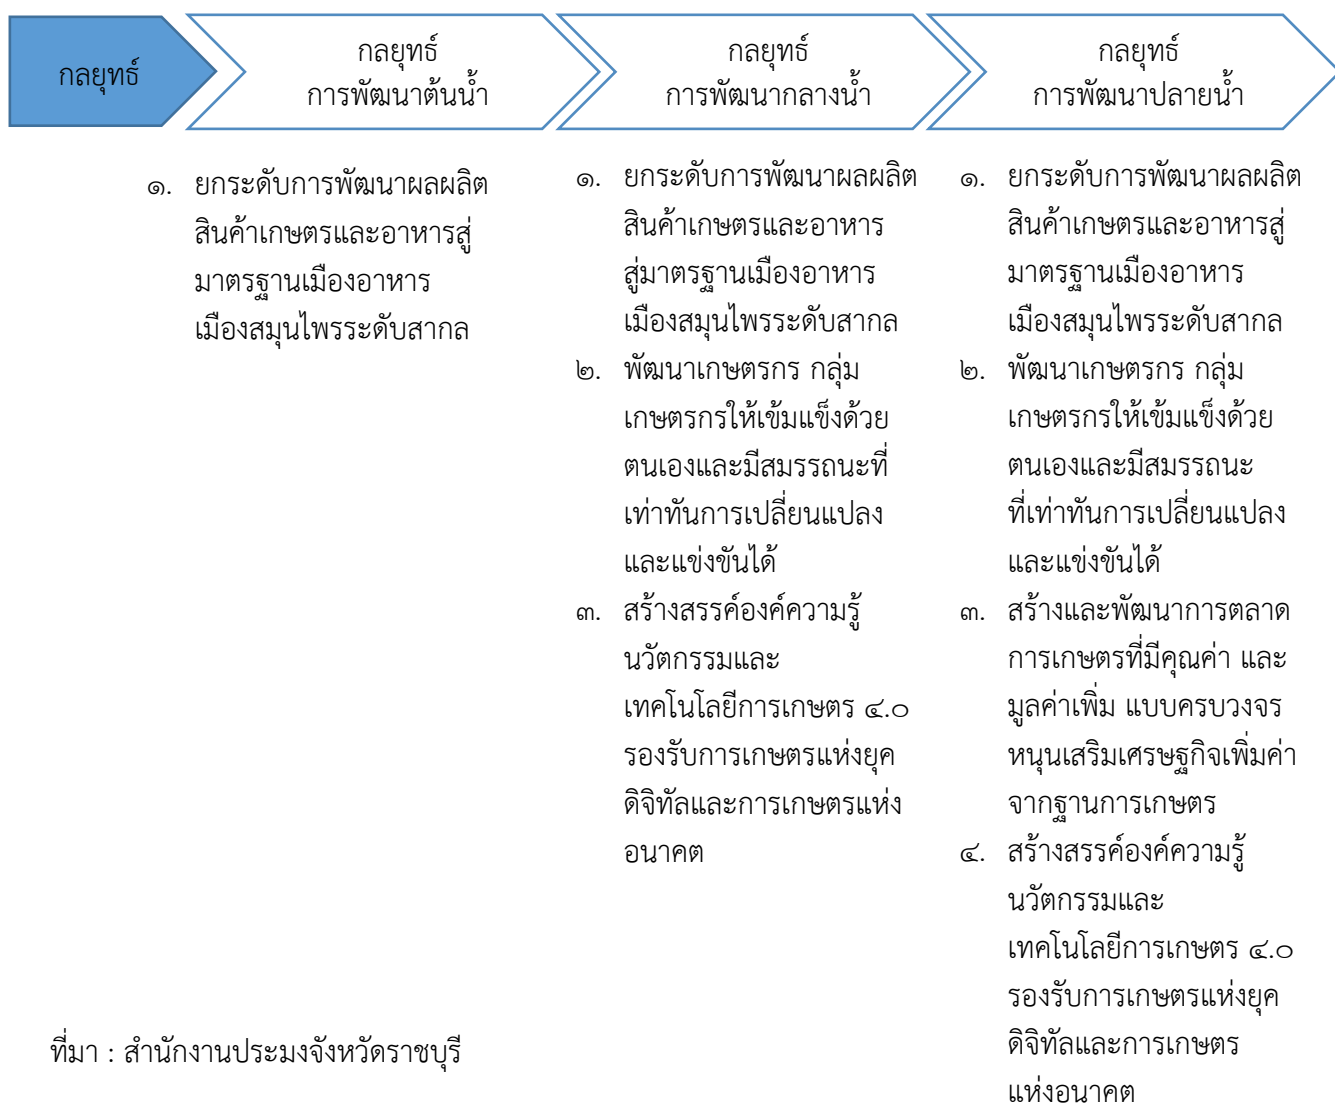 กลยุทธ์
กลยุทธ์
การพัฒนาต้นน้ำ
กลยุทธ์
การพัฒนากลางน้ำ
กลยุทธ์
การพัฒนาปลายน้ำ
๑. ยกระดับการพัฒนาผลผลิต
สินค้าเกษตรและอาหารสู่
มาตรฐานเมืองอาหาร
เมืองสมุนไพรระดับสากล
๑. ยกระดับการพัฒนาผลผลิต
สินค้าเกษตรและอาหาร
สู่มาตรฐานเมืองอาหาร
เมืองสมุนไพรระดับสากล
๒. พัฒนาเกษตรกร กลุ่ม
เกษตรกรให้เข้มแข็งด้วย
ตนเองและมีสมรรถนะที่
เท่าทันการเปลี่ยนแปลง
และแข่งขันได้
๓. สร้างสรรค์องค์ความรู้
นวัตกรรมและ
เทคโนโลยีการเกษตร ๔.๐
รองรับการเกษตรแห่งยุค
ดิจิทัลและการเกษตรแห่ง
อนาคต
๑. ยกระดับการพัฒนาผลผลิต
สินค้าเกษตรและอาหารสู่
มาตรฐานเมืองอาหาร
เมืองสมุนไพรระดับสากล
๒. พัฒนาเกษตรกร กลุ่ม
เกษตรกรให้เข้มแข็งด้วย
ตนเองและมีสมรรถนะ
ที่เท่าทันการเปลี่ยนแปลง
และแข่งขันได้
๓. สร้างและพัฒนาการตลาด
การเกษตรที่มีคุณค่า และ
มูลค่าเพิ่ม แบบครบวงจร
หนุนเสริมเศรษฐกิจเพิ่มค่า
จากฐานการเกษตร
๔. สร้างสรรค์องค์ความรู้
นวัตกรรมและ
เทคโนโลยีการเกษตร ๔.๐
รองรับการเกษตรแห่งยุค
ดิจิทัลและการเกษตร
แห่งอนาคต
ที่มา : สำนักงานประมงจังหวัดราชบุรี